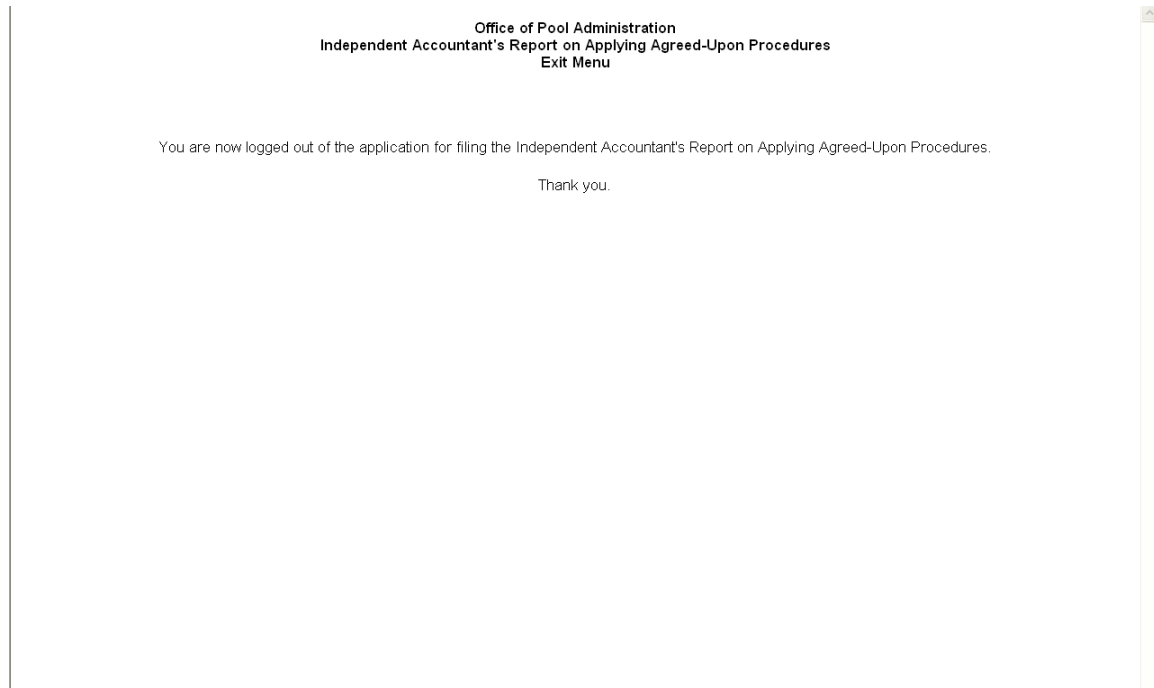 Office of Pool Administration
Independent Accountant's Report on Applying Agreed-Upon Procedures
Exit Menu
You are now logged out of the application for filing the Independent Accountant's Report on Applying Agreed-Upon Procedures.
Thank you.